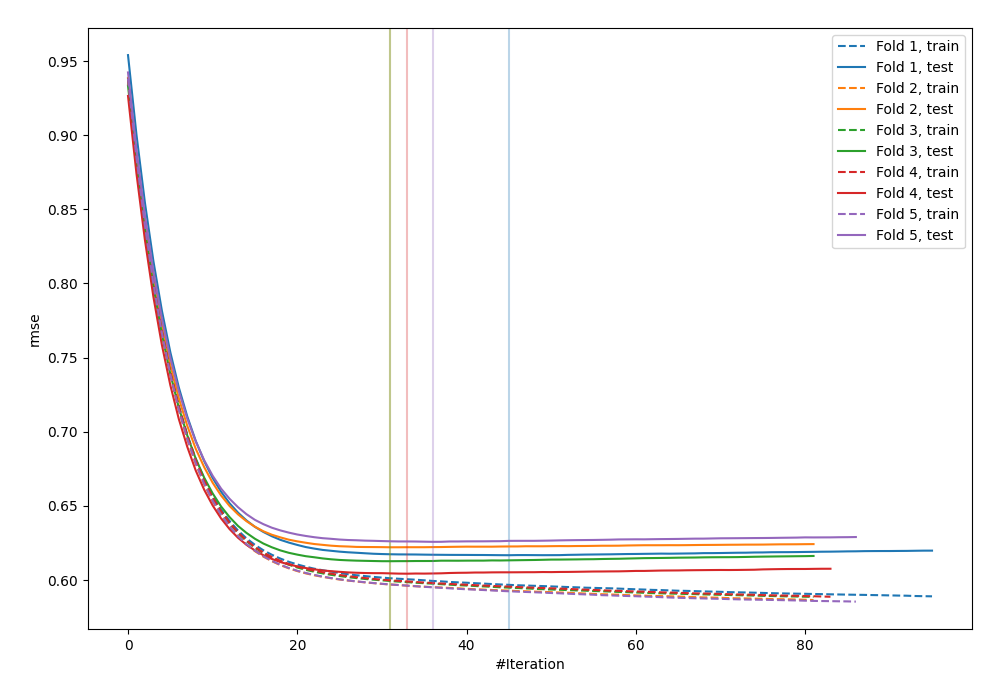 0.95
0.90
0.85
0.80
0.75
0.70
0.65
0.60
rmse
0 20 40 60 80
#Iteration
Fold 1, train
Fold 1, test
Fold 2, train
Fold 2, test
Fold 3, train
Fold 3, test
Fold 4, train
Fold 4, test
Fold 5, train
Fold 5, test